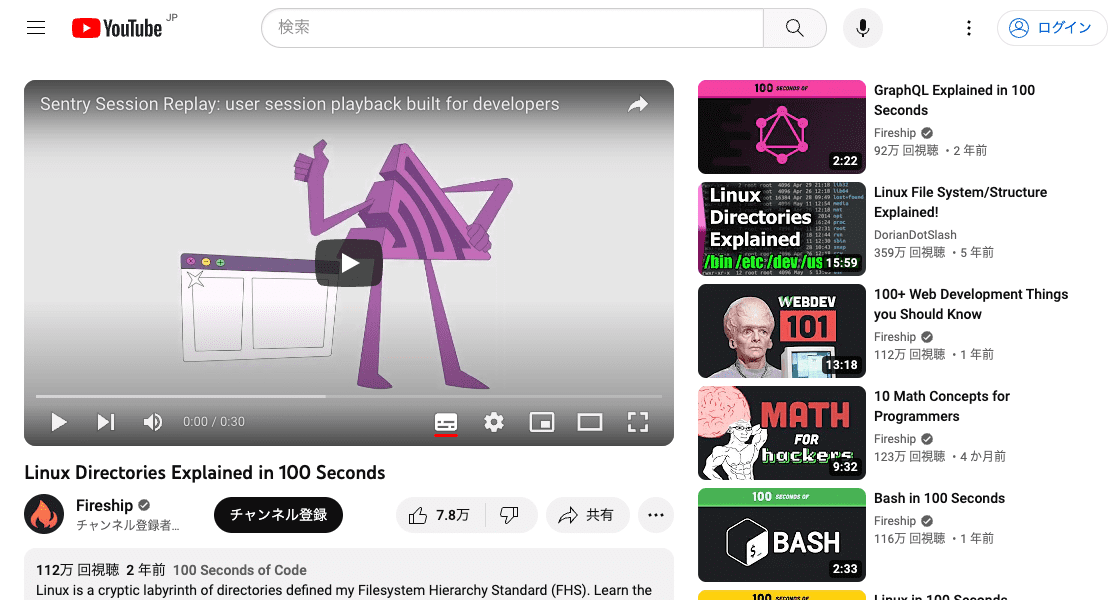 YouTube JP
検索
ログイン
Sentry Session Replay: user session playback built for developers
0:00 / 0:30
Linux Directories Explained in 100 Seconds
Fireship
チャンネル登録者...
チャンネル登録
7.8万
共有
112万 回視聴 2 年前 100 Seconds of Code
Linux is a cryptic labyrinth of directories defined my Filesystem Hierarchy Standard (FHS). Learn the
100 SECONDS OF
2:22
GraphQL Explained in 100
Seconds
Fireship
92万 回視聴 ・2 年前
Linux
Directories
Explained
/bin /etc /dev /us
15:59
Linux File System/Structure
Explained!
DorianDotSlash
359万 回視聴 ・5 年前
WEBDEV
101
13:18
100+ Web Development Things
you Should Know
Fireship
112万 回視聴 ・1 年前
MATH
FOR
hackers
9:32
10 Math Concepts for
Programmers
Fireship
123万 回視聴 ・4 か月前
100 SECONDS OF
BASH
2:33
Bash in 100 Seconds
Fireship
116万 回視聴 ・1 年前
100 SECONDS OF
Linux in 100 Seconds